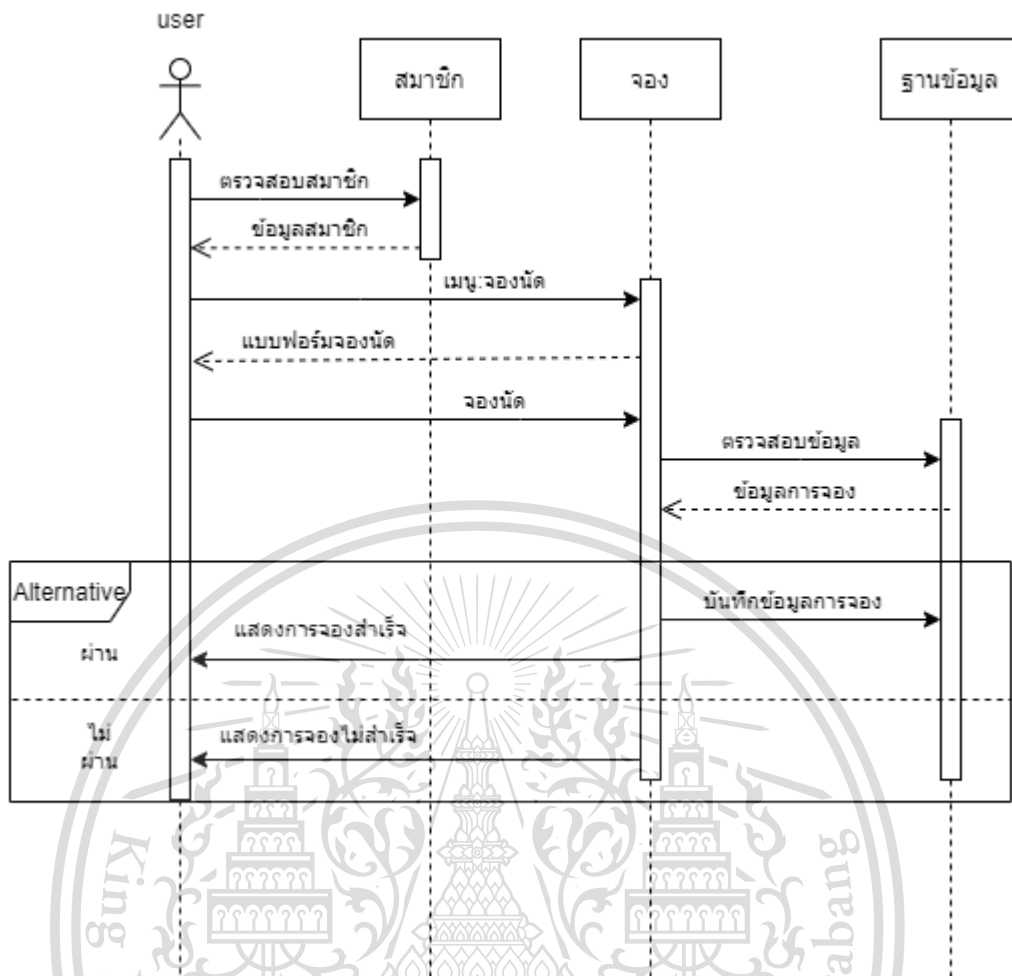 user
สมาชิก
จอง
ฐานข้อมูล
ตรวจสอบสมาชิก
ข้อมูลสมาชิก
เมนู:จองนัด
แบบฟอร์มจองนัด
จองนัด
ตรวจสอบข้อมูล
ข้อมูลการจอง
Alternative
บันทึกข้อมูลการจอง
แสดงการจองสำเร็จ
ผ่าน
แสดงการจองไม่สำเร็จ
ไม่
ผ่าน
King